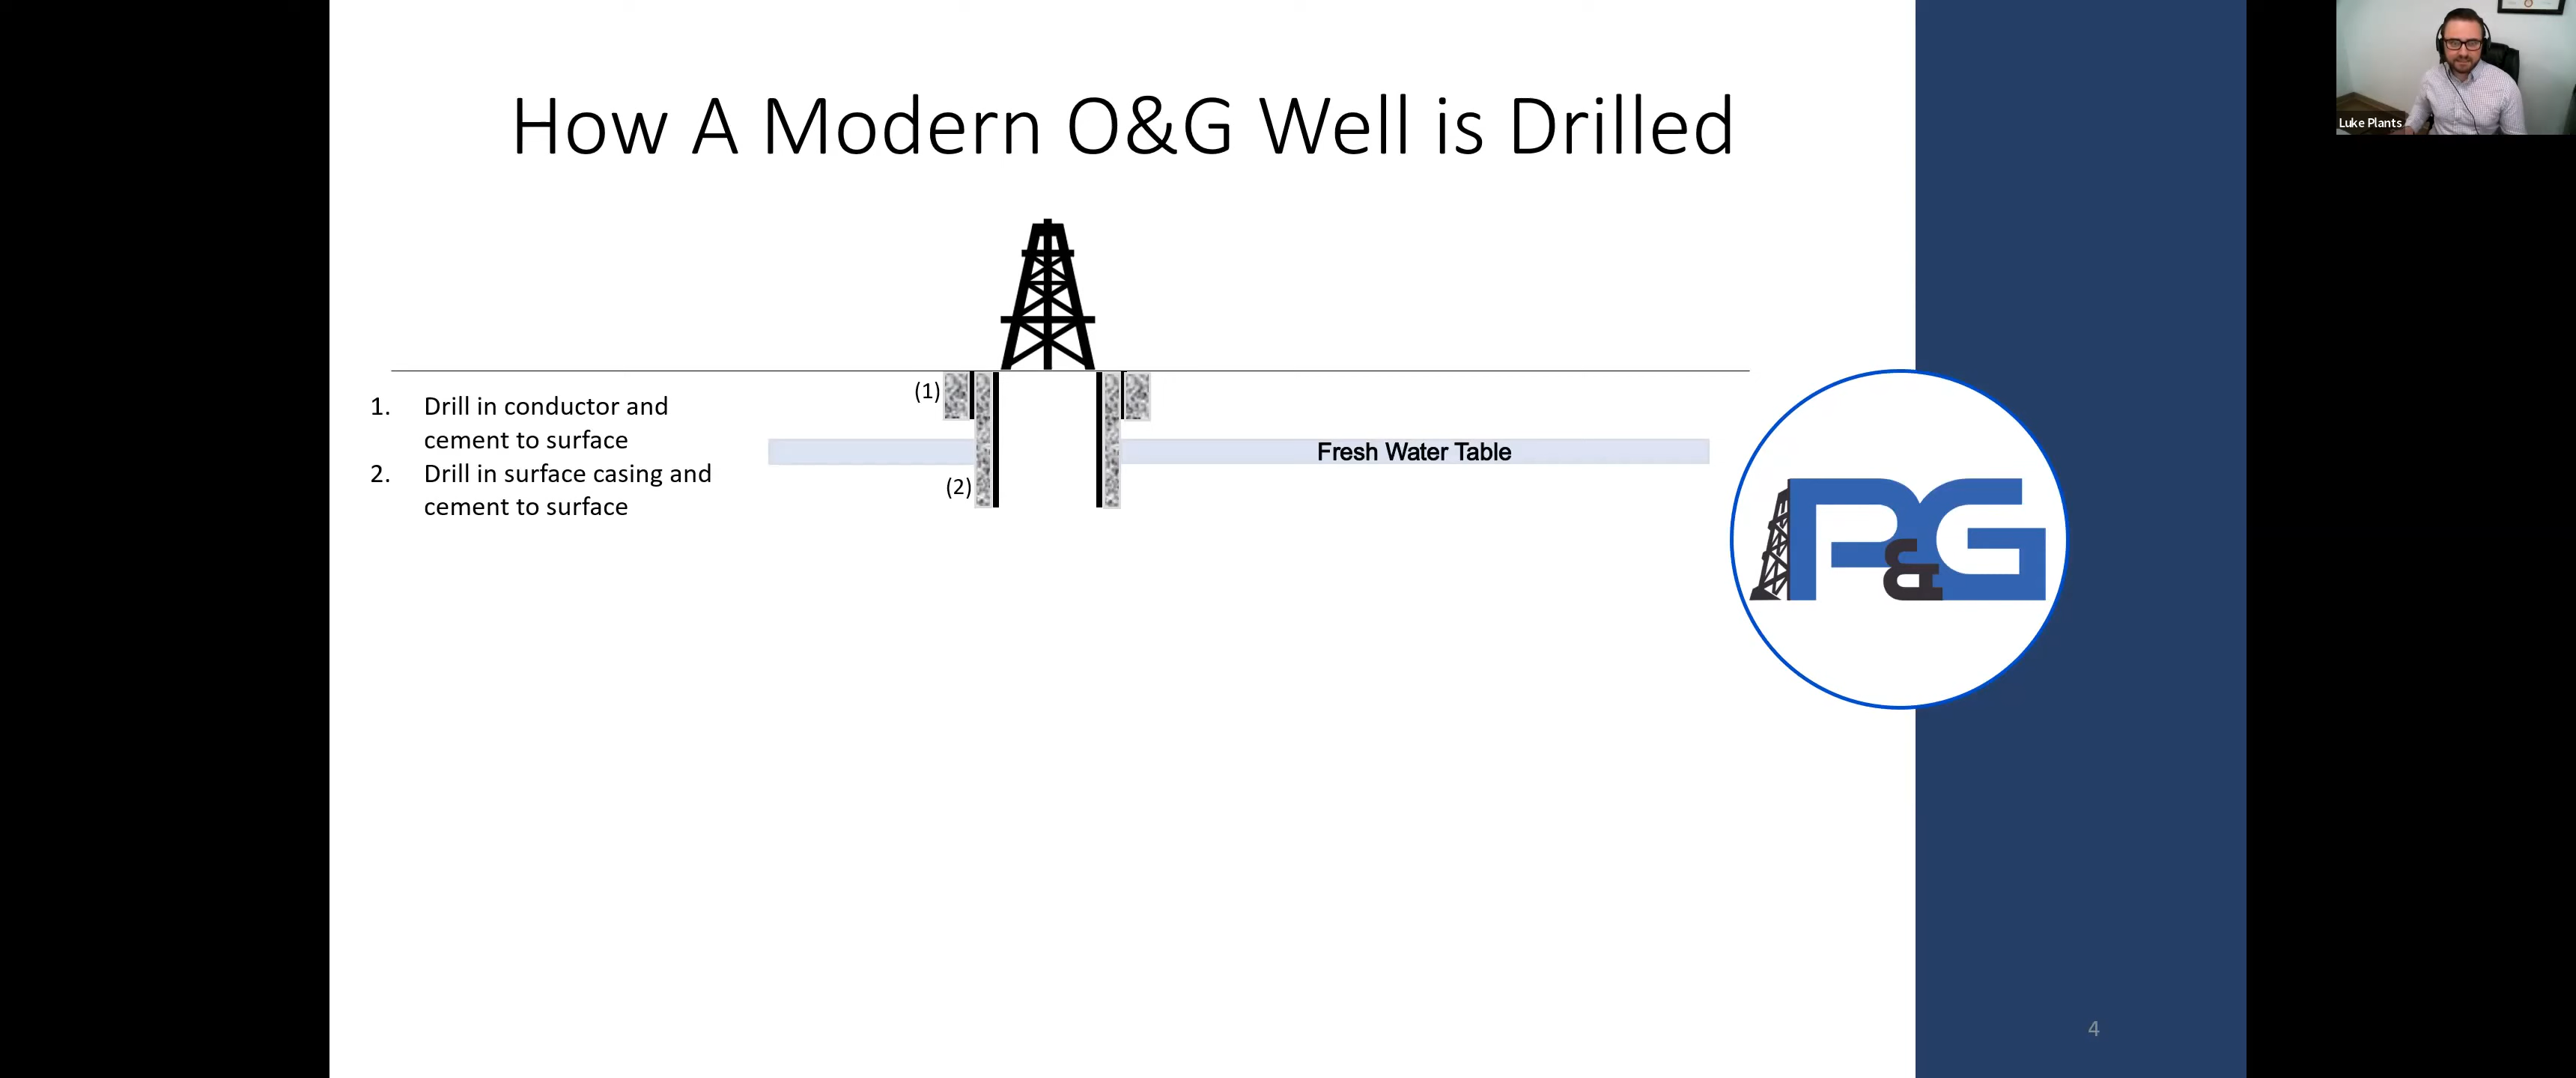 How A Modern O&G Well is Drilled
Luke Plants
1. Drill in conductor and
cement to surface
2. Drill in surface casing and
cement to surface
(1)
(2)
Fresh Water Table
P&G
4